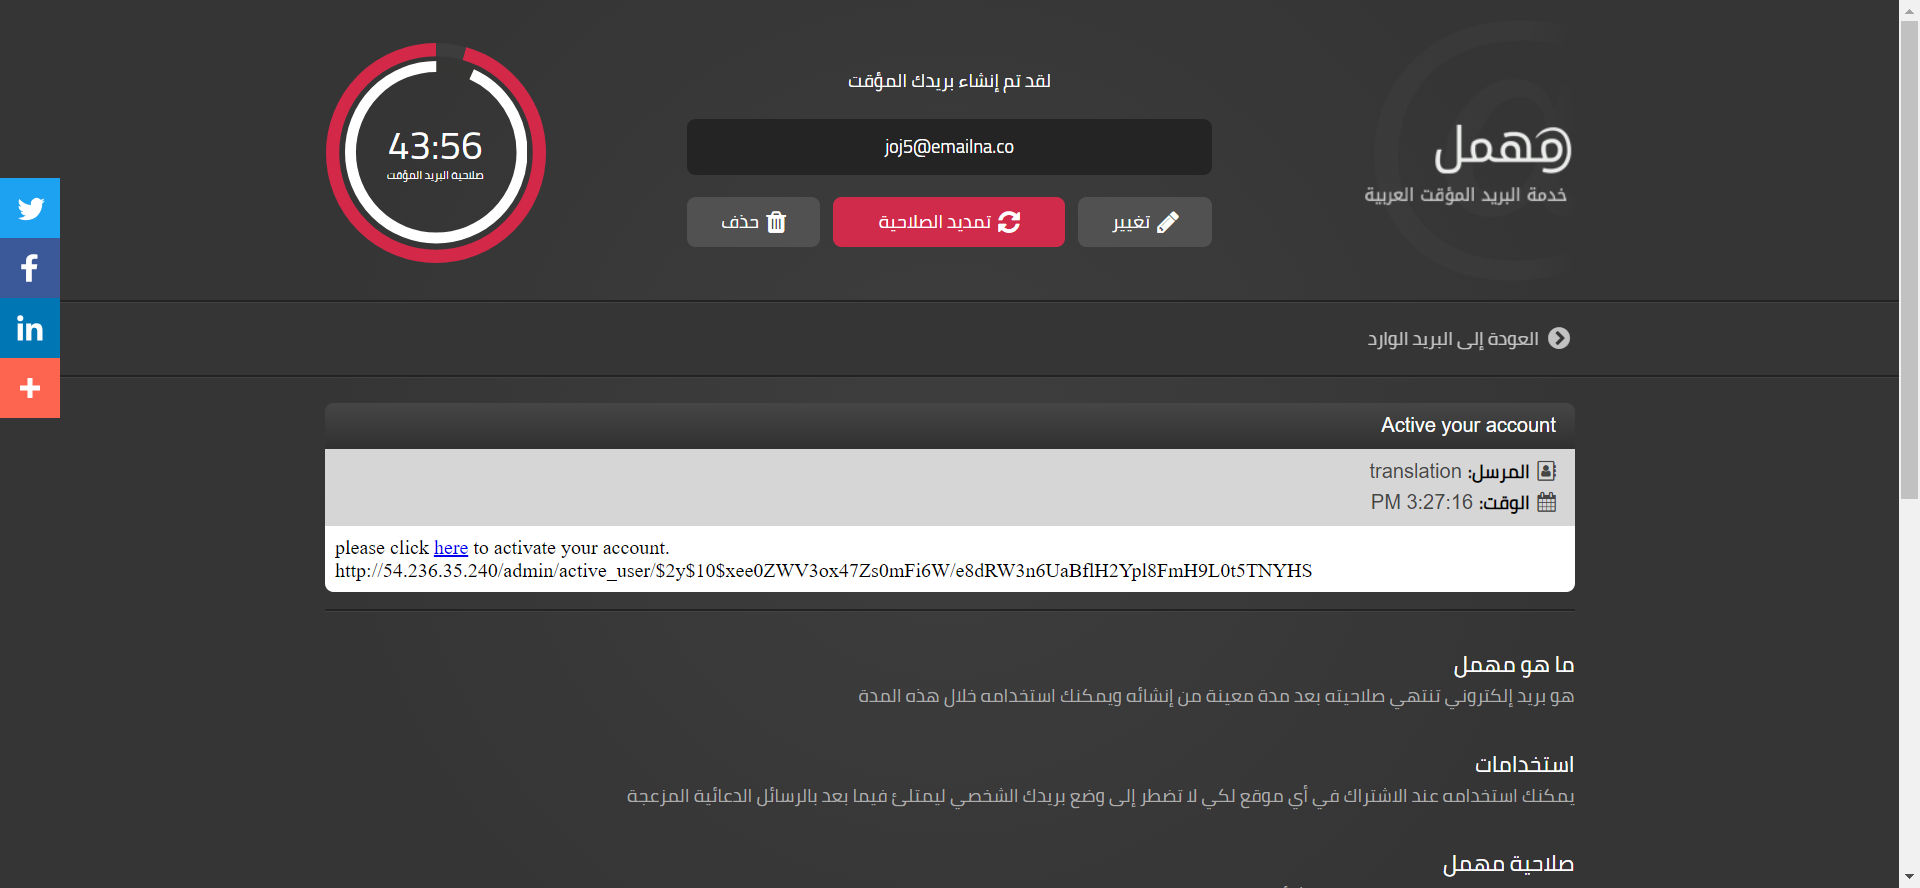 مهمل
خدمة البريد المؤقت العربية
لقد تم إنشاء بريدك المؤقت
joj5@emailna.co
تغيير
تمديد الصلاحية
حذف
43:56
صلاحية البريد المؤقت
العودة إلى البريد الوارد
Active your account
المرسل: translation
الوقت: 3:27:16 PM
please click here to activate your account.
http://54.236.35.240/admin/active_user/$2y$10$xee0ZWV3ox47Zs0mFi6W/e8dRW3n6UaBflH2Ypl8FmH9L0t5TNYHS
ما هو مهمل
هو بريد إلكتروني تنتهي صلاحيته بعد مدة معينة من إنشائه ويمكنك استخدامه خلال هذه المدة
استخدامات
يمكنك استخدامه عند الاشتراك في أي موقع لكي لا تضطر إلى وضع بريدك الشخصي ليمتلئ فيما بعد بالرسائل الدعائية المزعجة
صلاحية مهمل